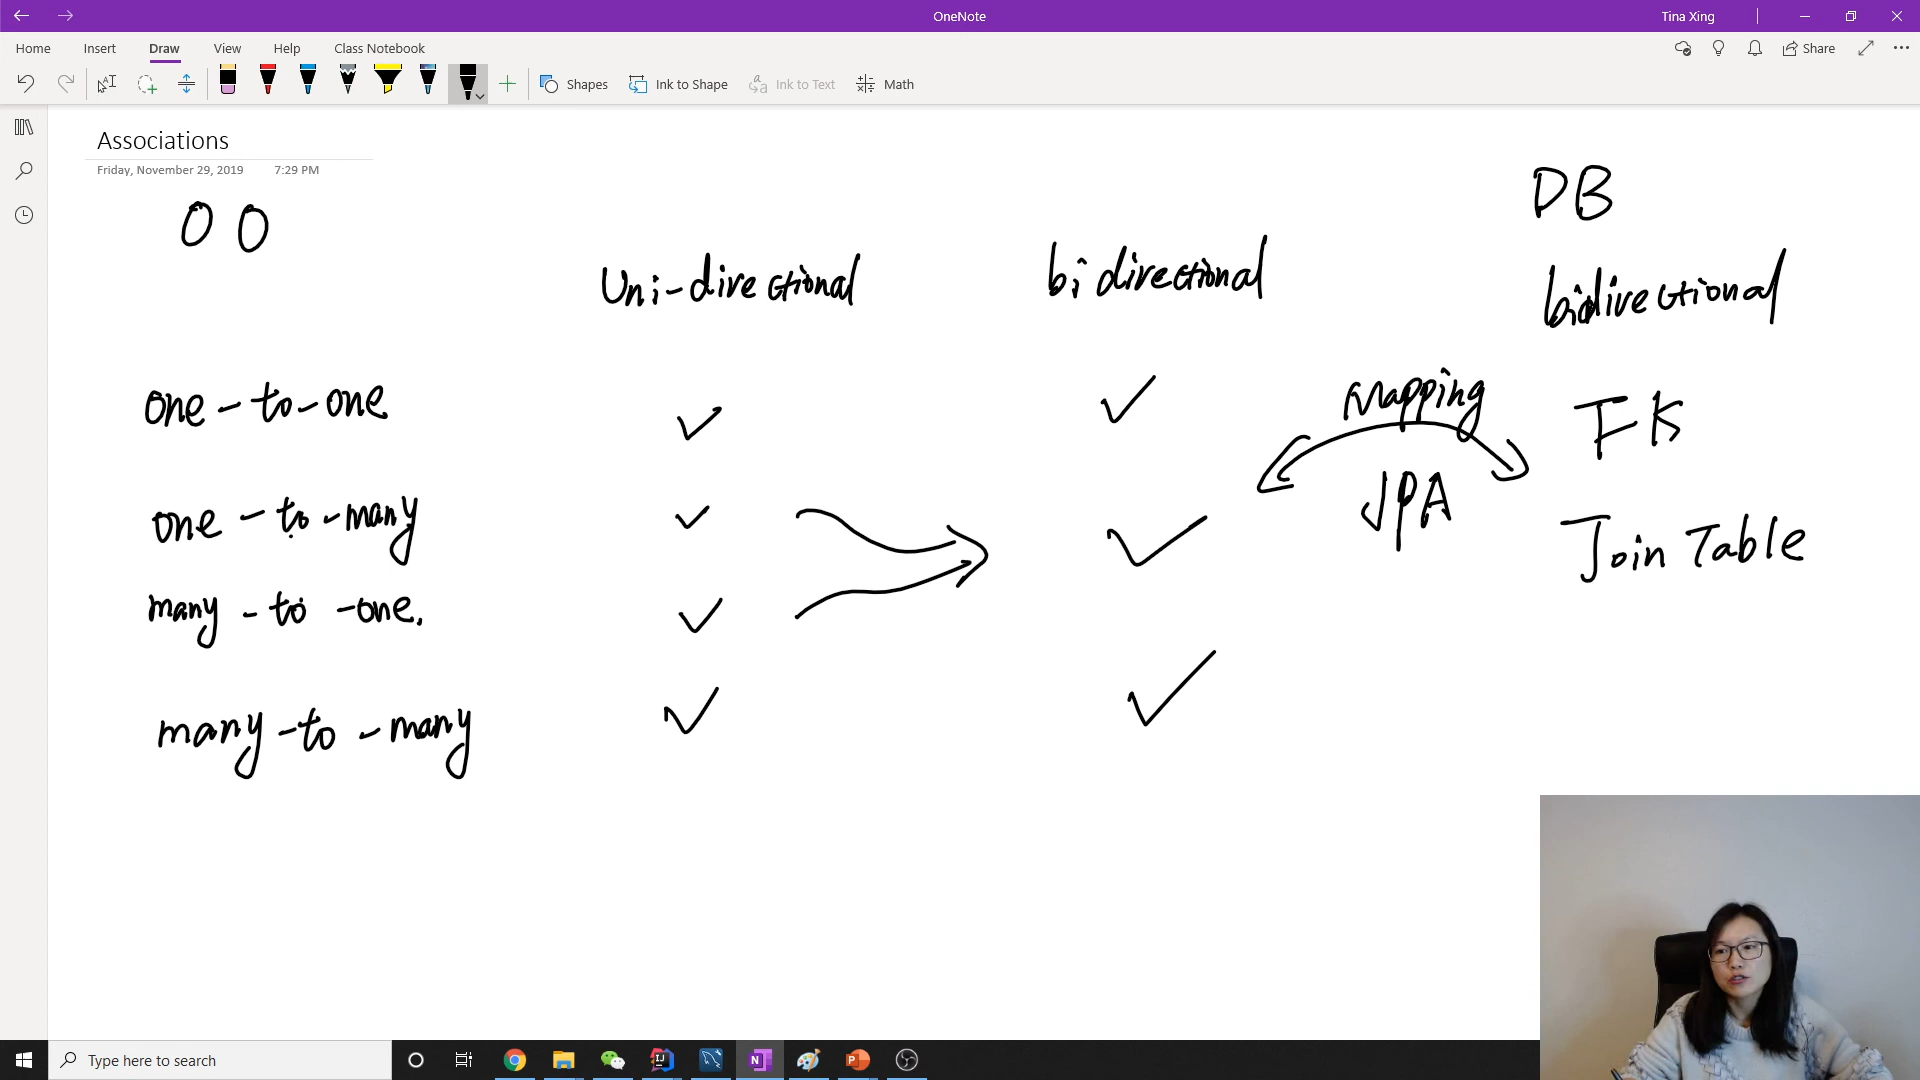 OneNote
Tina Xing
Home Insert Draw View Help Class Notebook
Share
Shapes Ink to Shape Ink to Text Math
Associations
Friday, November 29, 2019 7:29 PM
OO
DB
Uni-directional
bidirectional
bidirectional
one-to-one
Mapping
FK
one-to-many
JPA
Join Table
many-to-one.
many-to-many
Type here to search